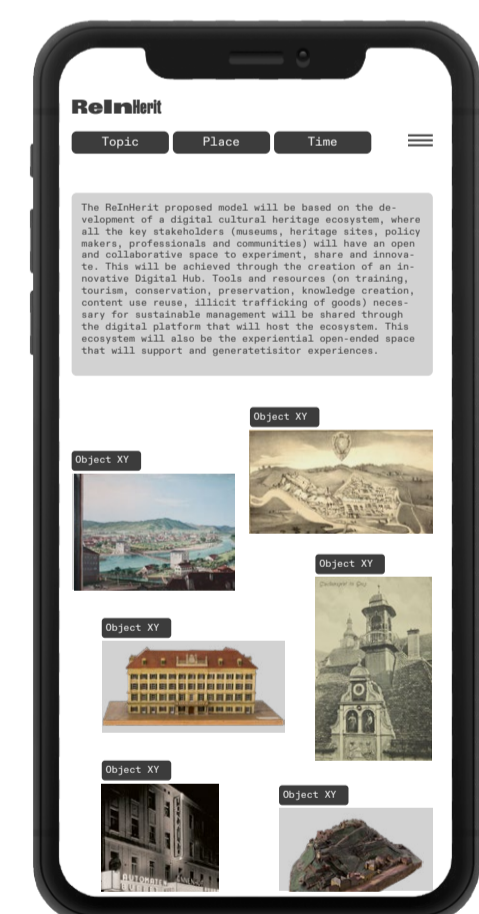 ReInHerit
Topic
Place
Time
The ReInHerit proposed model will be based on the de-
velopment of a digital cultural heritage ecosystem, where
all the key stakeholders (museums, heritage sites, policy
makers, professionals and communities) will have an open
and collaborative space to experiment, share and innova-
te. This will be achieved through the creation of an in-
novative Digital Hub. Tools and resources (on training,
tourism, conservation, preservation, knowledge creation,
content use reuse, illicit trafficking of goods) neces-
sary for sustainable management will be shared through
the digital platform that will host the ecosystem. This
ecosystem will also be the experiential open-ended space
that will support and generatetisitor experiences.
Object XY
Object XY
Object XY
Object XY
Object XY
Object XY
AUTOMATEN